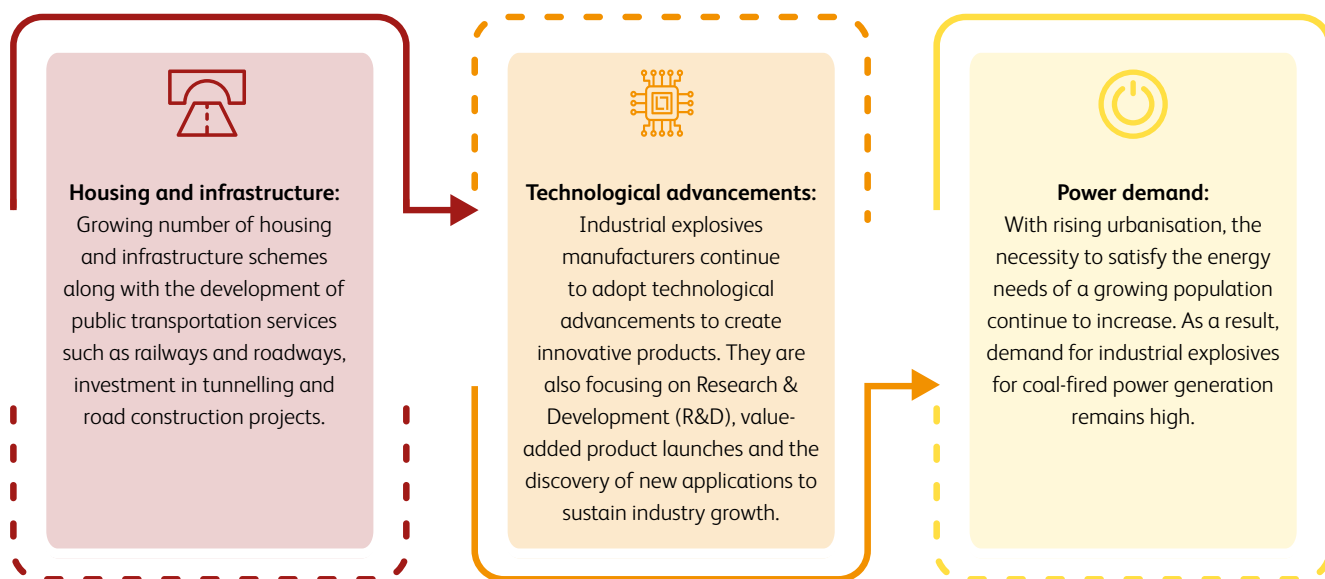 Housing and infrastructure:
Growing number of housing
and infrastructure schemes
along with the development of
public transportation services
such as railways and roadways,
investment in tunnelling and
road construction projects.
Technological advancements:
Industrial explosives
manufacturers continue
to adopt technological
advancements to create
innovative products. They are
also focusing on Research &
Development (R&D), value-
added product launches and the
discovery of new applications to
sustain industry growth.
Power demand:
With rising urbanisation, the
necessity to satisfy the energy
needs of a growing population
continue to increase. As a result,
demand for industrial explosives
for coal-fired power generation
remains high.